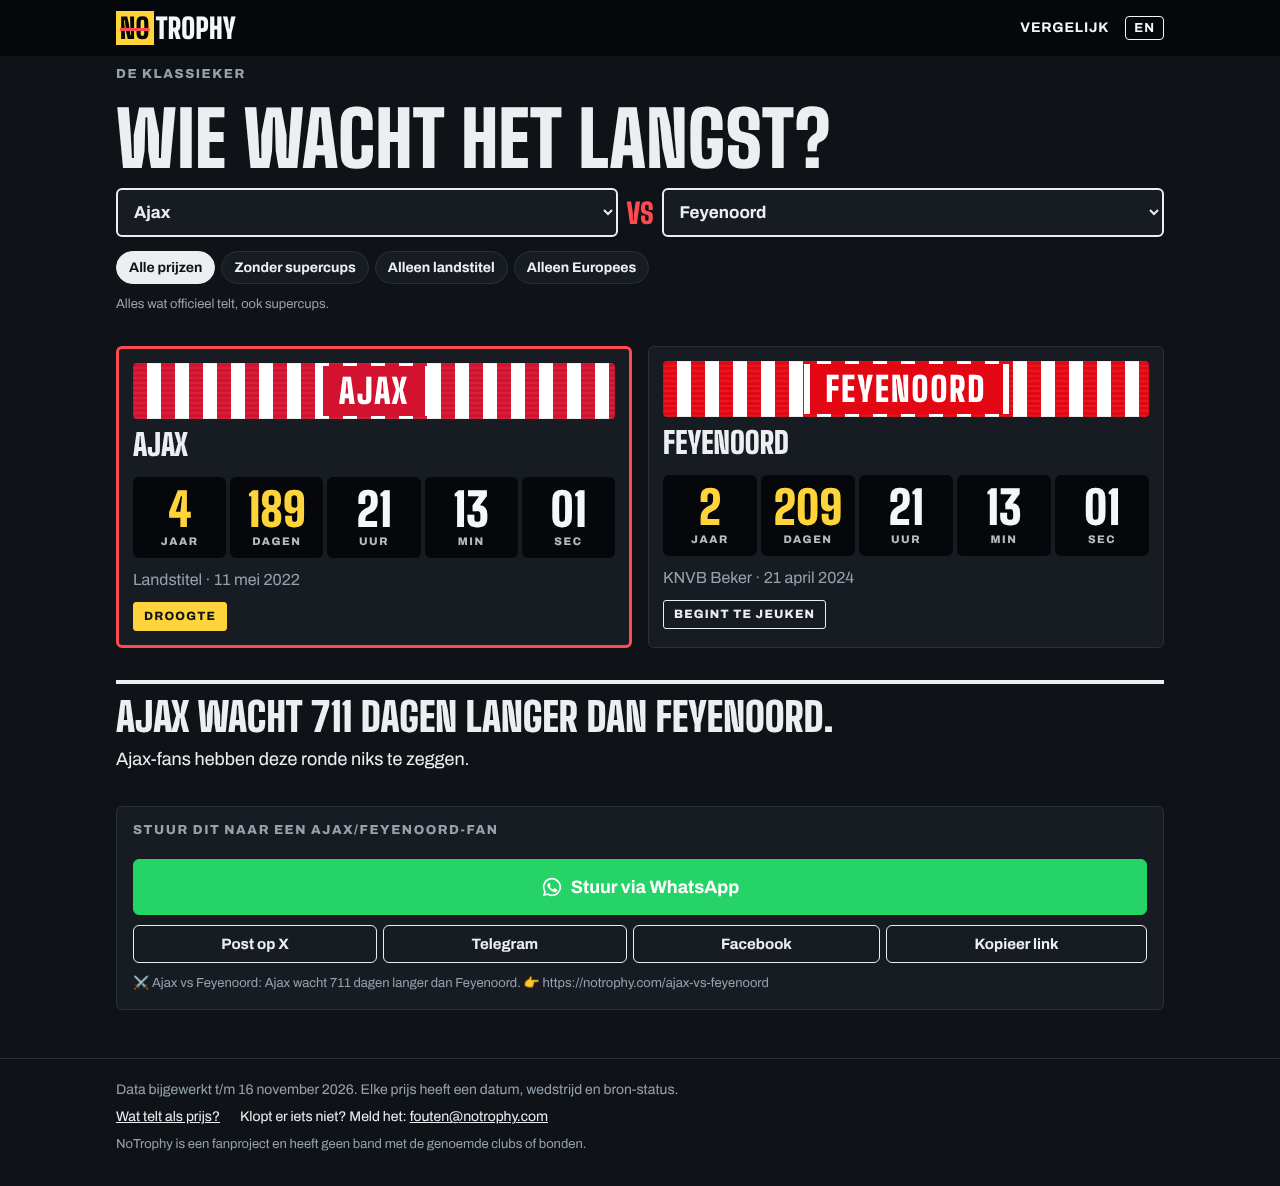 NO TROPHY
VERGELIJK
EN
DE KLASSIEKER
WIE WACHT HET LANGST?
Ajax
VS
Feyenoord
Alle prijzen
Zonder supercups
Alleen landstitel
Alleen Europees
Alles wat officieel telt, ook supercups.
AJAX
AJAX
4 189 21 13 01
JAAR DAGEN UUR MIN SEC
Landstitel · 11 mei 2022
DROOGTE
FEYENOORD
FEYENOORD
2 209 21 13 01
JAAR DAGEN UUR MIN SEC
KNVB Beker · 21 april 2024
BEGINT TE JEUKEN
AJAX WACHT 711 DAGEN LANGER DAN FEYENOORD.
Ajax-fans hebben deze ronde niks te zeggen.
STUUR DIT NAAR EEN AJAX/FEYENOORD-FAN
Stuur via WhatsApp
Post op X
Telegram
Facebook
Kopieer link
⚔️ Ajax vs Feyenoord: Ajax wacht 711 dagen langer dan Feyenoord. 👉 https://notrophy.com/ajax-vs-feyenoord
Data bijgewerkt t/m 16 november 2026. Elke prijs heeft een datum, wedstrijd en bron-status.
Wat telt als prijs? Klopt er iets niet? Meld het: fouten@notrophy.com
NoTrophy is een fanproject en heeft geen band met de genoemde clubs of bonden.